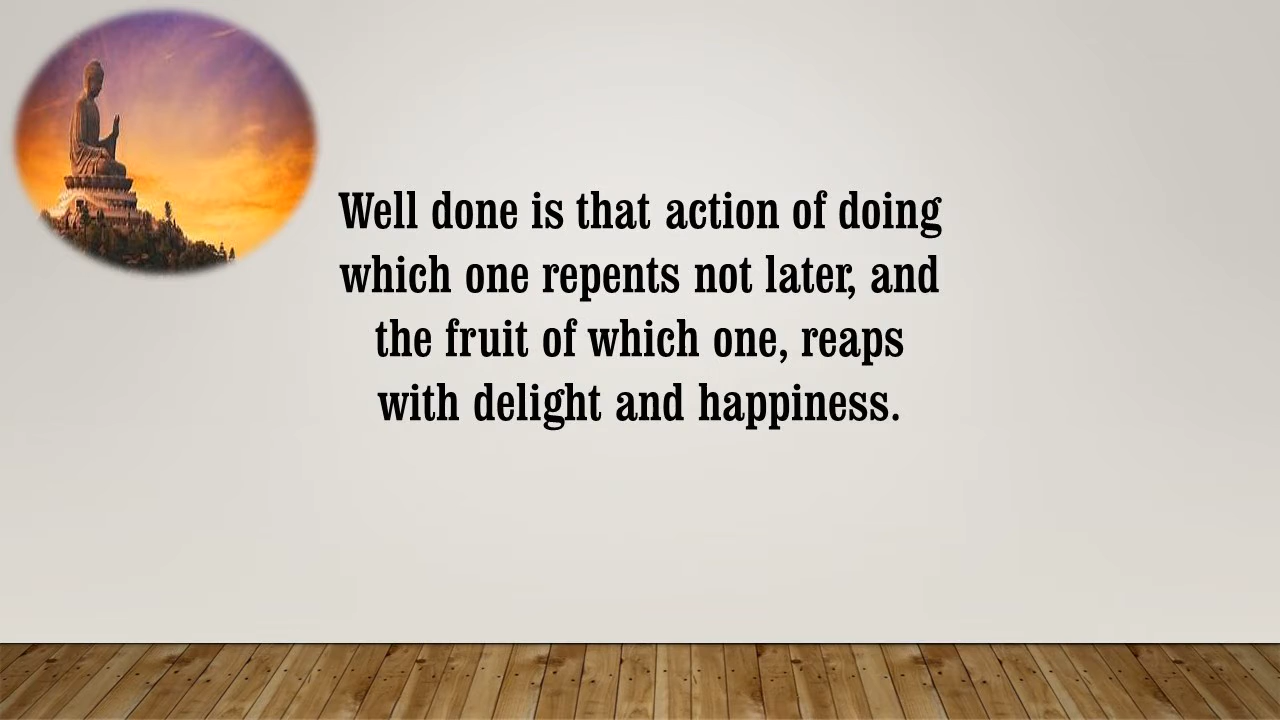 Well done is that action of doing
which one repents not later, and
the fruit of which one, reaps
with delight and happiness.